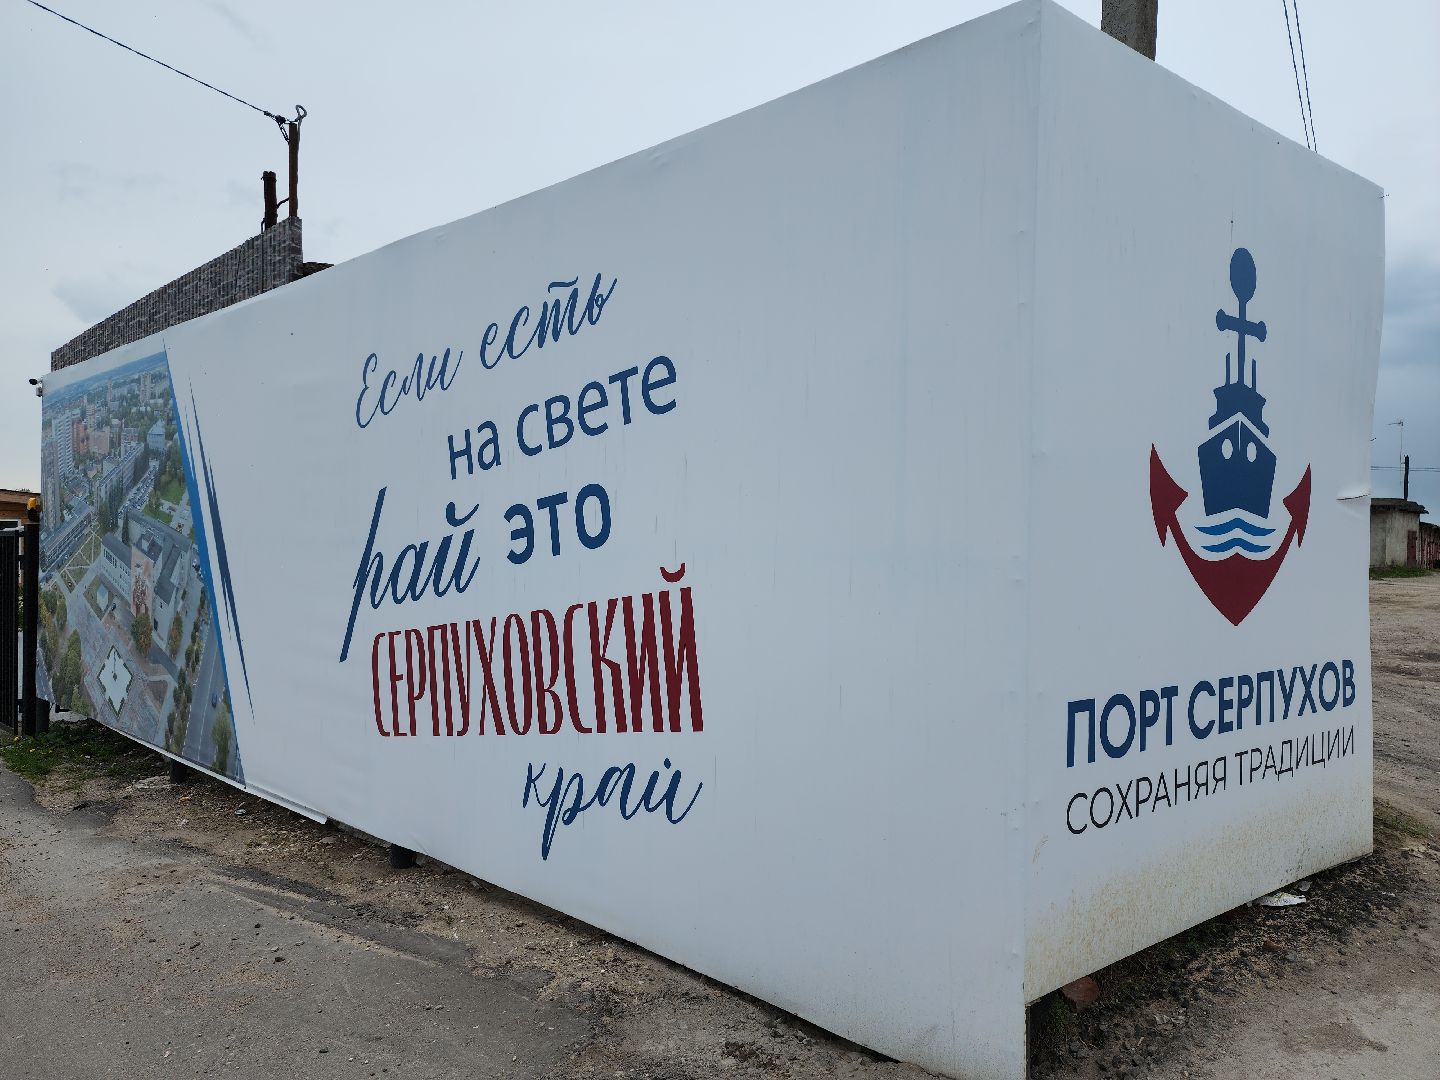 Если есть
на свете
рай это
СЕРПУХОВСКИЙ
край
ПОРТ СЕРПУХОВ
СОХРАНЯЯ ТРАДИЦИИ